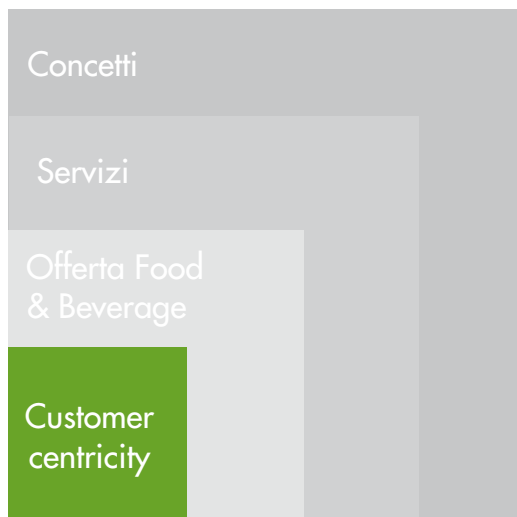 Concetti
Servizi
Offerta Food
& Beverage
Customer
centricity